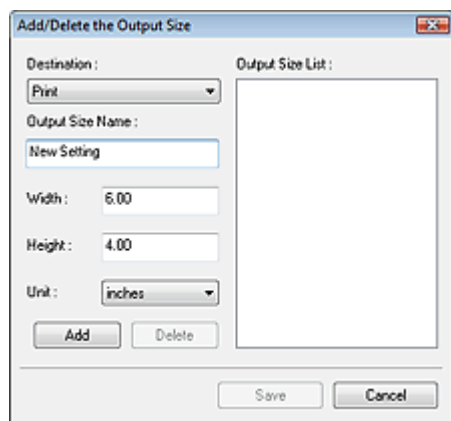 Add/Delete the Output Size
Destination :
Print
Output Size Name :
New Setting
Width :
6.00
Height :
4.00
Unit :
inches
Add
Delete
Output Size List :
Save
Cancel